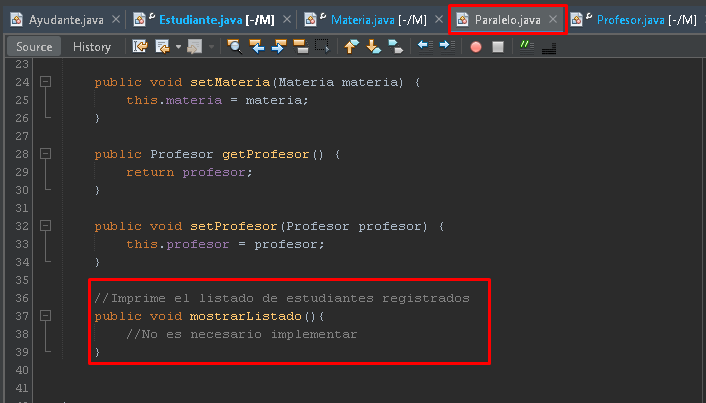 Ayudante.java
Estudiante.java [-/M]
Materia.java [-/M]
Paralelo.java
Profesor.java [-/M]
Source
History
23
24 public void setMateria(Materia materia) {
25 this.materia = materia;
26 }
27
28 public Profesor getProfesor() {
29 return profesor;
30 }
31
32 public void setProfesor(Profesor profesor) {
33 this.profesor = profesor;
34 }
35
36 //Imprime el listado de estudiantes registrados
37 public void mostrarListado(){
38 //No es necesario implementar
39 }
40
41